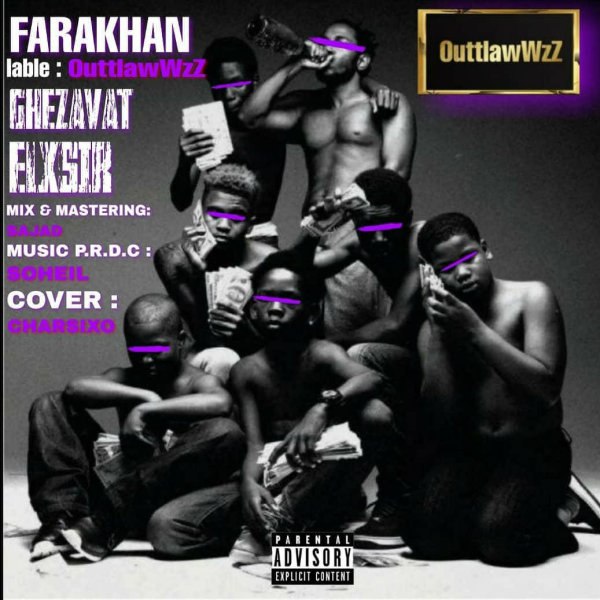 FARAKHAN
lable : OuttlawWzZ
GHEZAVAT
ElXSIR
MIX & MASTERING:
SAJAD
MUSIC P.R.D.C :
SOHEIL
COVER :
CHARSIXO
OuttlawWzZ
PARENTAL
ADVISORY
EXPLICIT CONTENT